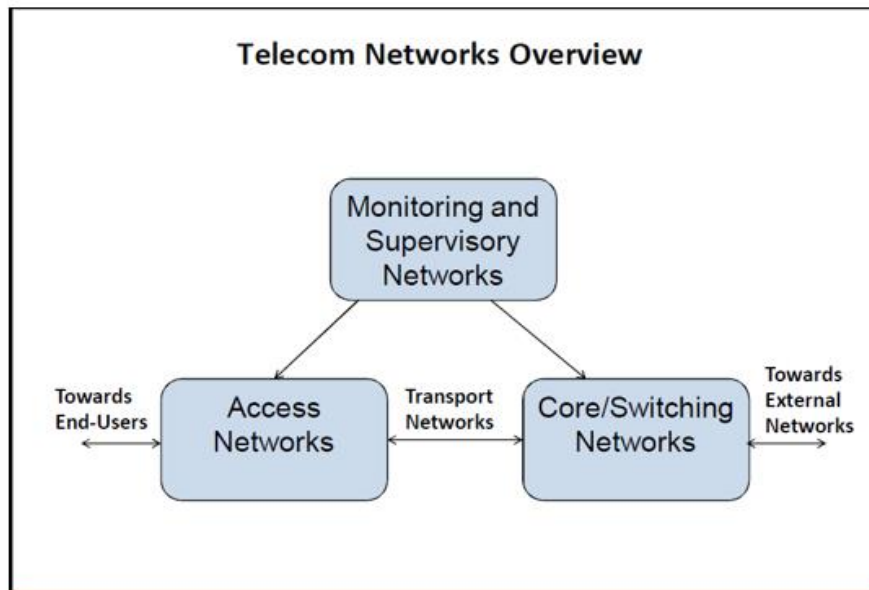 Telecom Networks Overview
Monitoring and
Supervisory
Networks
Towards
End-Users
Access
Networks
Transport
Networks
Core/Switching
Networks
Towards
External
Networks